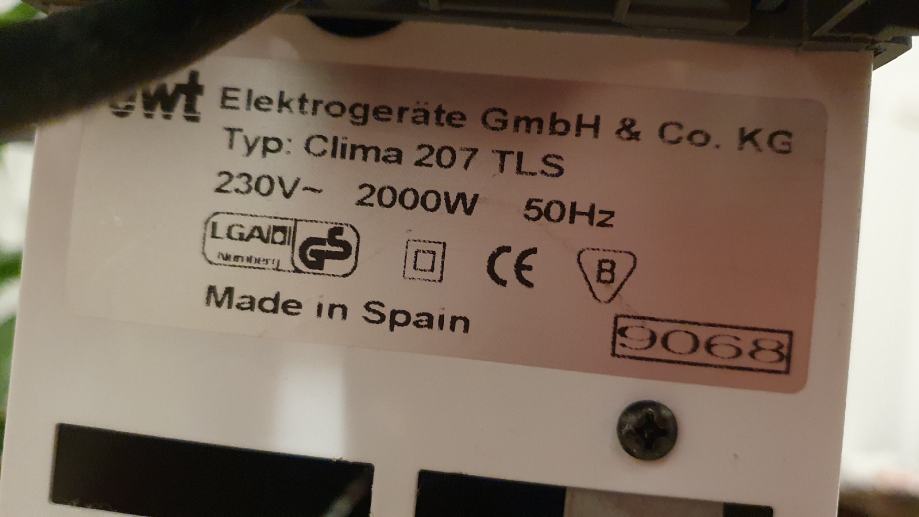 ewt Elektrogeräte GmbH & Co. KG
Typ: Clima 207 TLS
230V~ 2000W 50Hz
LGA GS CE B
Nürnberg
Made in Spain
9068